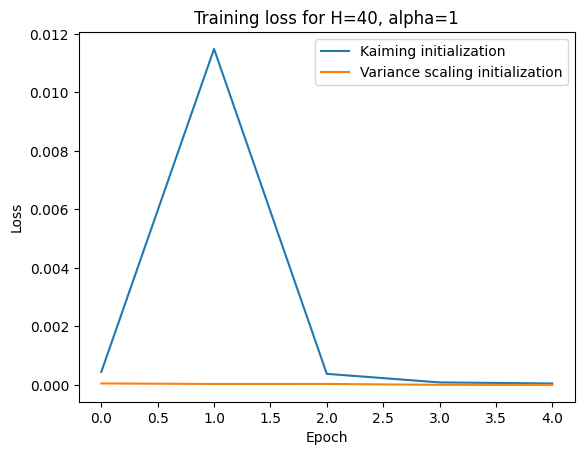 Training loss for H=40, alpha=1
Kaiming initialization
Variance scaling initialization
Loss
0.012
0.010
0.008
0.006
0.004
0.002
0.000
0.0 0.5 1.0 1.5 2.0 2.5 3.0 3.5 4.0
Epoch